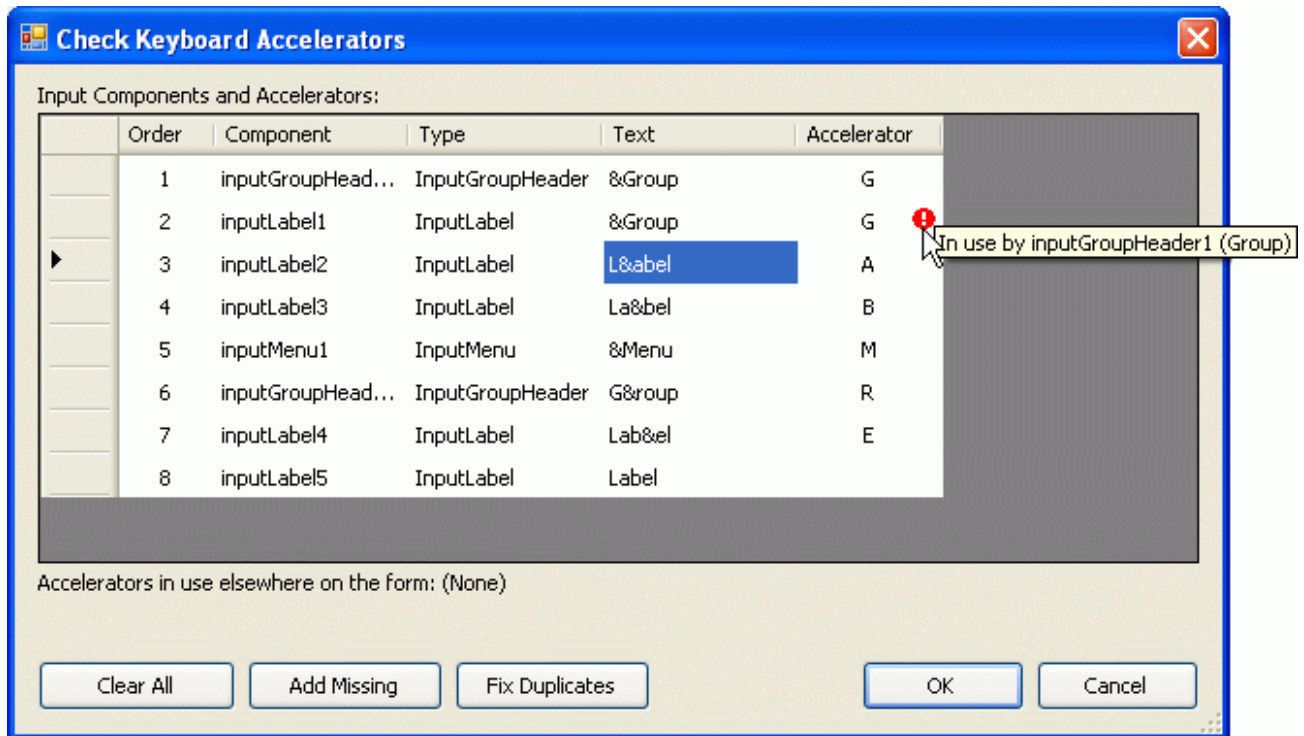 Check Keyboard Accelerators
Input Components and Accelerators:
Order Component Type Text Accelerator
1 inputGroupHead... InputGroupHeader &Group G
2 inputLabel1 InputLabel &Group G
In use by inputGroupHeader1 (Group)
3 inputLabel2 InputLabel L&abel A
4 inputLabel3 InputLabel La&bel B
5 inputMenu1 InputMenu &Menu M
6 inputGroupHead... InputGroupHeader G&roup R
7 inputLabel4 InputLabel Lab&el E
8 inputLabel5 InputLabel Label
Accelerators in use elsewhere on the form: (None)
Clear All Add Missing Fix Duplicates OK Cancel